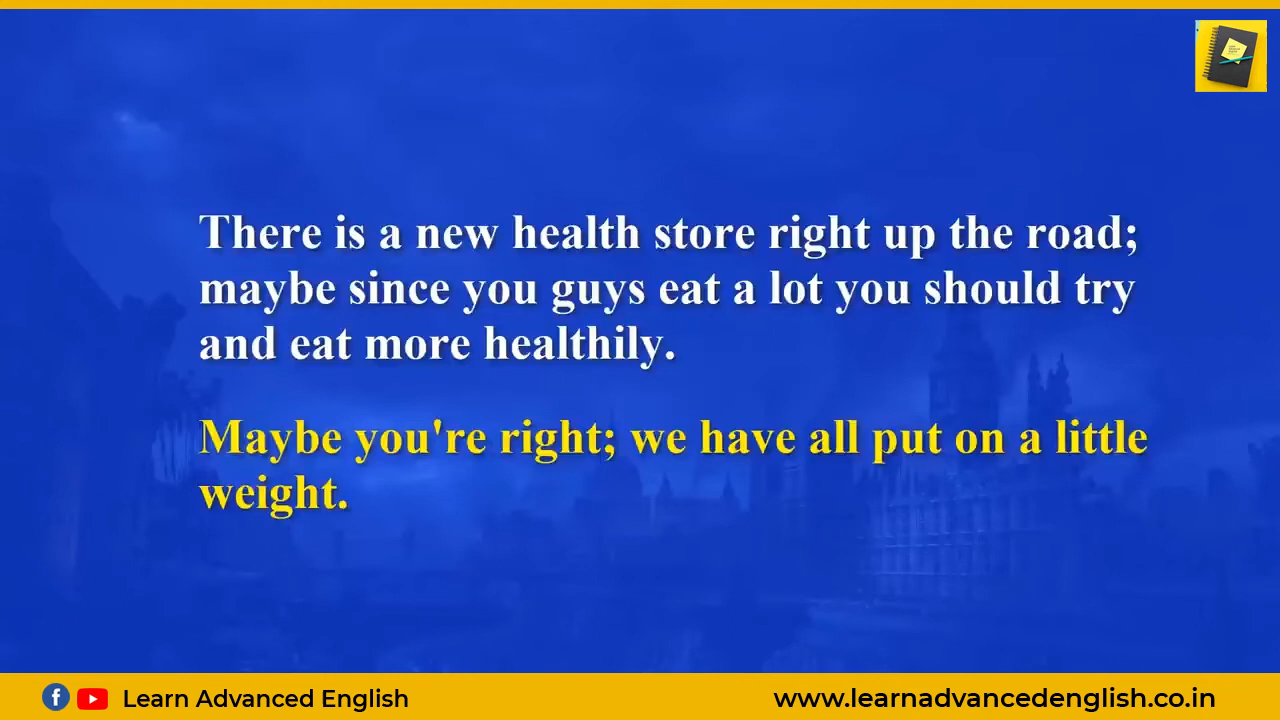 There is a new health store right up the road;
maybe since you guys eat a lot you should try
and eat more healthily.
Maybe you're right; we have all put on a little
weight.
Learn Advanced English
www.learnadvancedenglish.co.in